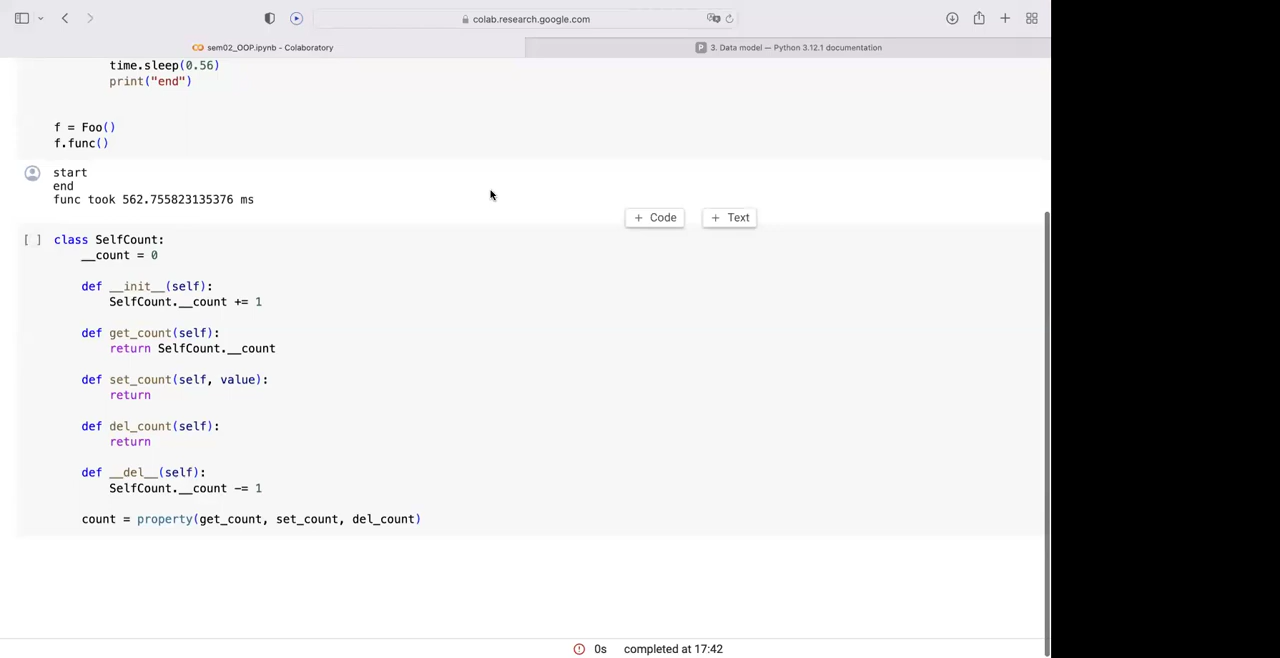 colab.research.google.com
sem02_OOP.ipynb - Colaboratory
3. Data model — Python 3.12.1 documentation
time.sleep(0.56)
print("end")
f = Foo()
f.func()
start
end
func took 562.755823135376 ms
+ Code
+ Text
[ ] class SelfCount:
__count = 0
def __init__(self):
SelfCount.__count += 1
def get_count(self):
return SelfCount.__count
def set_count(self, value):
return
def del_count(self):
return
def __del__(self):
SelfCount.__count -= 1
count = property(get_count, set_count, del_count)
0s completed at 17:42